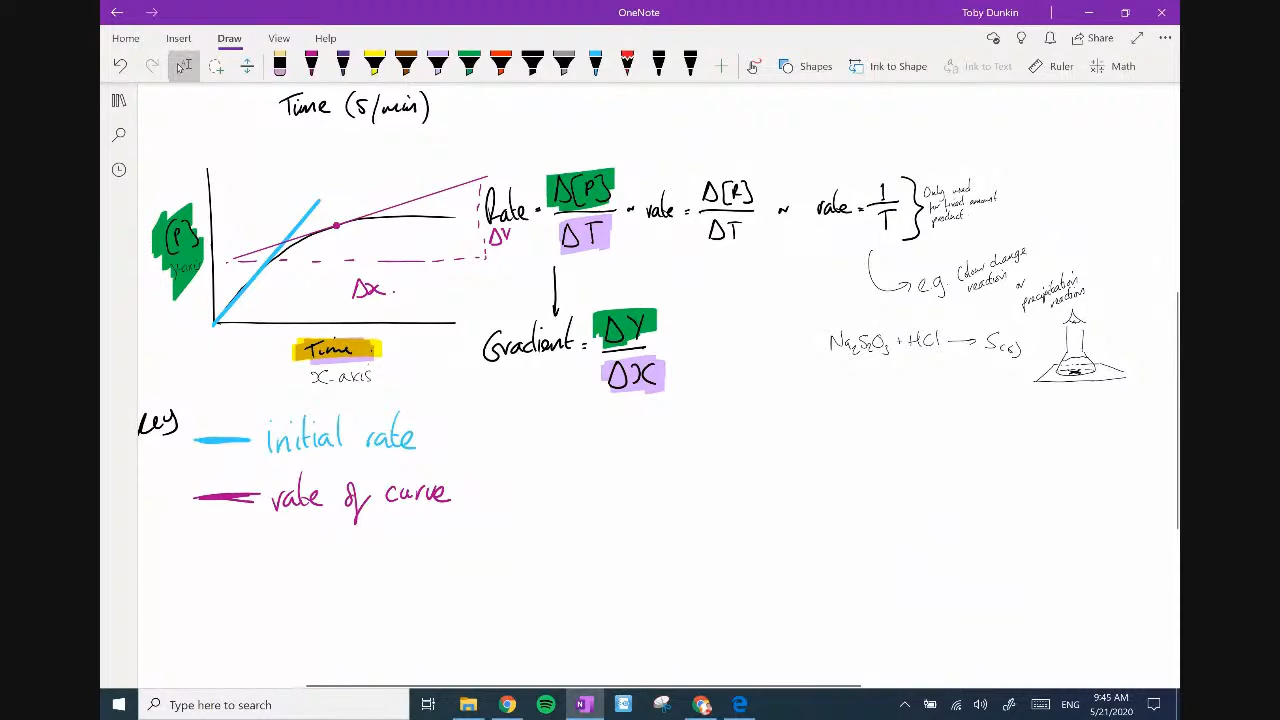 OneNote
Toby Dunkin
Home Insert Draw View Help
Share
Shapes Ink to Shape Ink to Text Ruler Math
Time (S/min)
[P]
y-axis
Rate = Δ[P]/ΔT ~ rate = Δ[R]/ΔT ~ rate = 1/T
Only used
for fixed amount
product
ΔY
Δx
e.g. Colour change
reaction or
precipitation
reaction
Time
x-axis
Gradient = ΔY/ΔX
Na₂S₂O₃ + HCl → S(s)
key
initial rate
rate of curve
Type here to search
9:45 AM
5/21/2020